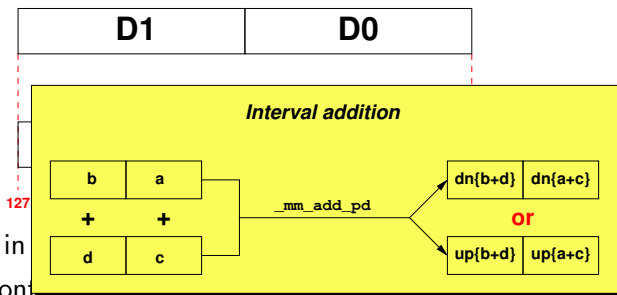 D1 D0
Interval addition
b a dn{b+d} dn{a+c}
127
+ + _mm_add_pd or
in
d c up{b+d} up{a+c}